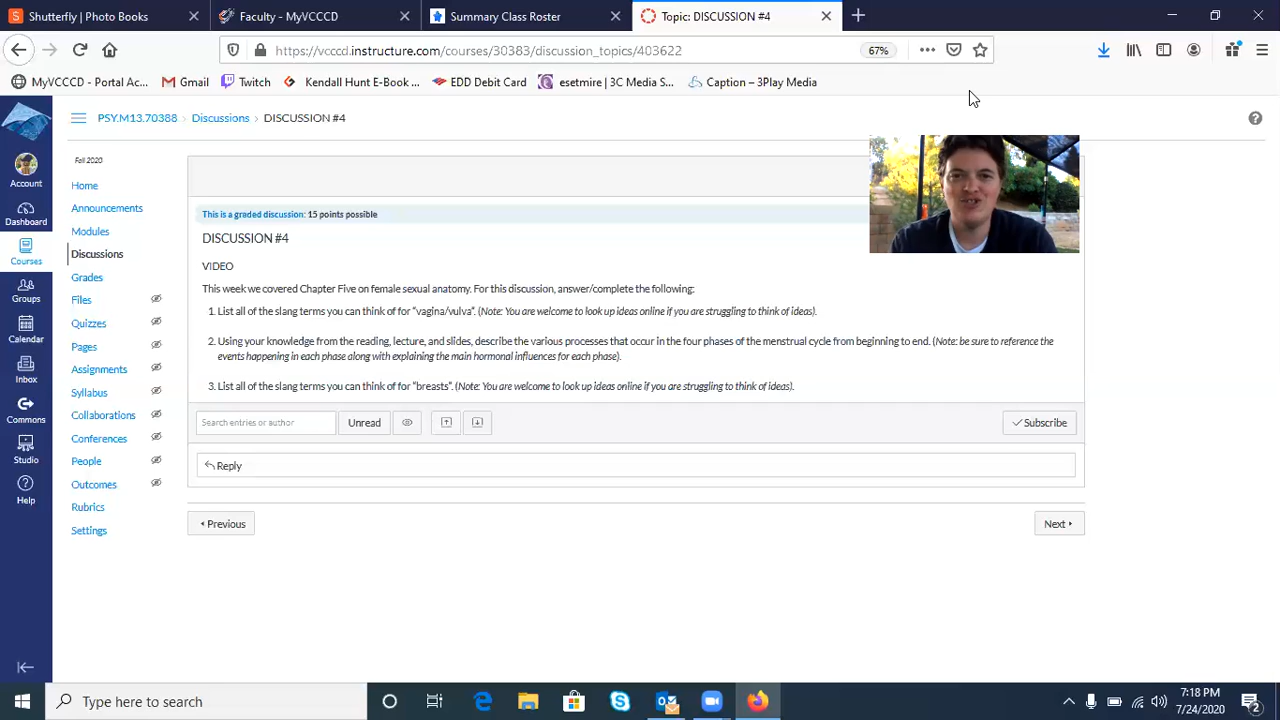 Shutterfly | Photo Books
Faculty - MyVCCCD
Summary Class Roster
Topic: DISCUSSION #4
https://vcccd.instructure.com/courses/30383/discussion_topics/403622
67%
MyVCCCD - Portal Ac...
Gmail
Twitch
Kendall Hunt E-Book ...
EDD Debit Card
esetmire | 3C Media S...
Caption – 3Play Media
PSY.M13.70388 › Discussions › DISCUSSION #4
Fall 2020
Account
Dashboard
Courses
Groups
Calendar
Inbox
Commons
Studio
Help
Home
Announcements
Modules
Discussions
Grades
Files
Quizzes
Pages
Assignments
Syllabus
Collaborations
Conferences
People
Outcomes
Rubrics
Settings
This is a graded discussion: 15 points possible
DISCUSSION #4
VIDEO
This week we covered Chapter Five on female sexual anatomy. For this discussion, answer/complete the following:
1. List all of the slang terms you can think of for "vagina/vulva". (Note: You are welcome to look up ideas online if you are struggling to think of ideas).
2. Using your knowledge from the reading, lecture, and slides, describe the various processes that occur in the four phases of the menstrual cycle from beginning to end. (Note: be sure to reference the
events happening in each phase along with explaining the main hormonal influences for each phase).
3. List all of the slang terms you can think of for "breasts". (Note: You are welcome to look up ideas online if you are struggling to think of ideas).
Search entries or author
Unread
Subscribe
Reply
Previous
Next
Type here to search
7:18 PM
7/24/2020
2